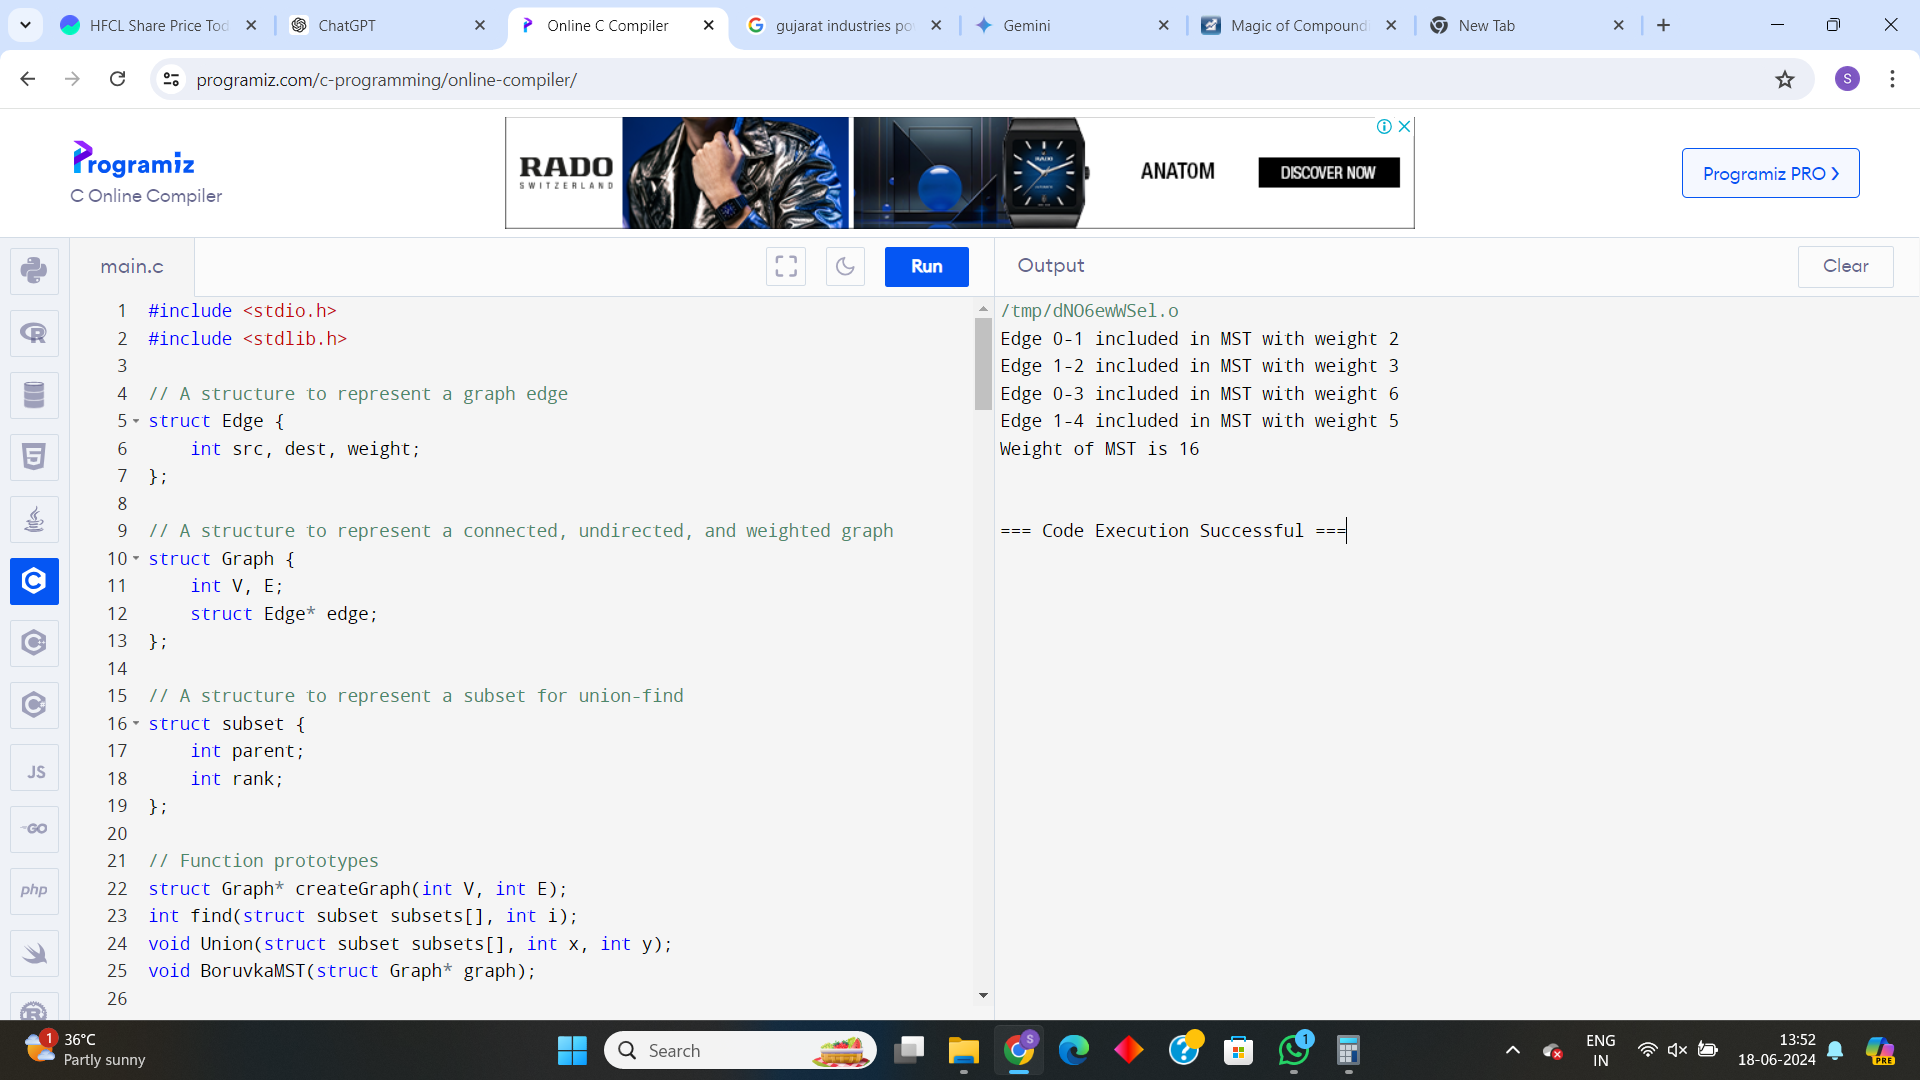 HFCL Share Price Tod
ChatGPT
Online C Compiler
gujarat industries po
Gemini
Magic of Compound
New Tab
programiz.com/c-programming/online-compiler/
S
Programiz
C Online Compiler
RADO
SWITZERLAND
ANATOM
DISCOVER NOW
Programiz PRO
main.c
Run
Output
Clear
1 #include <stdio.h>
2 #include <stdlib.h>
3
4 // A structure to represent a graph edge
5 struct Edge {
6     int src, dest, weight;
7 };
8
9 // A structure to represent a connected, undirected, and weighted graph
10 struct Graph {
11     int V, E;
12     struct Edge* edge;
13 };
14
15 // A structure to represent a subset for union-find
16 struct subset {
17     int parent;
18     int rank;
19 };
20
21 // Function prototypes
22 struct Graph* createGraph(int V, int E);
23 int find(struct subset subsets[], int i);
24 void Union(struct subset subsets[], int x, int y);
25 void BoruvkaMST(struct Graph* graph);
26
/tmp/dNO6ewWSel.o
Edge 0-1 included in MST with weight 2
Edge 1-2 included in MST with weight 3
Edge 0-3 included in MST with weight 6
Edge 1-4 included in MST with weight 5
Weight of MST is 16
=== Code Execution Successful ===
JS
GO
php
1
36°C
Partly sunny
Search
S
1
ENG
IN
13:52
18-06-2024
PRE